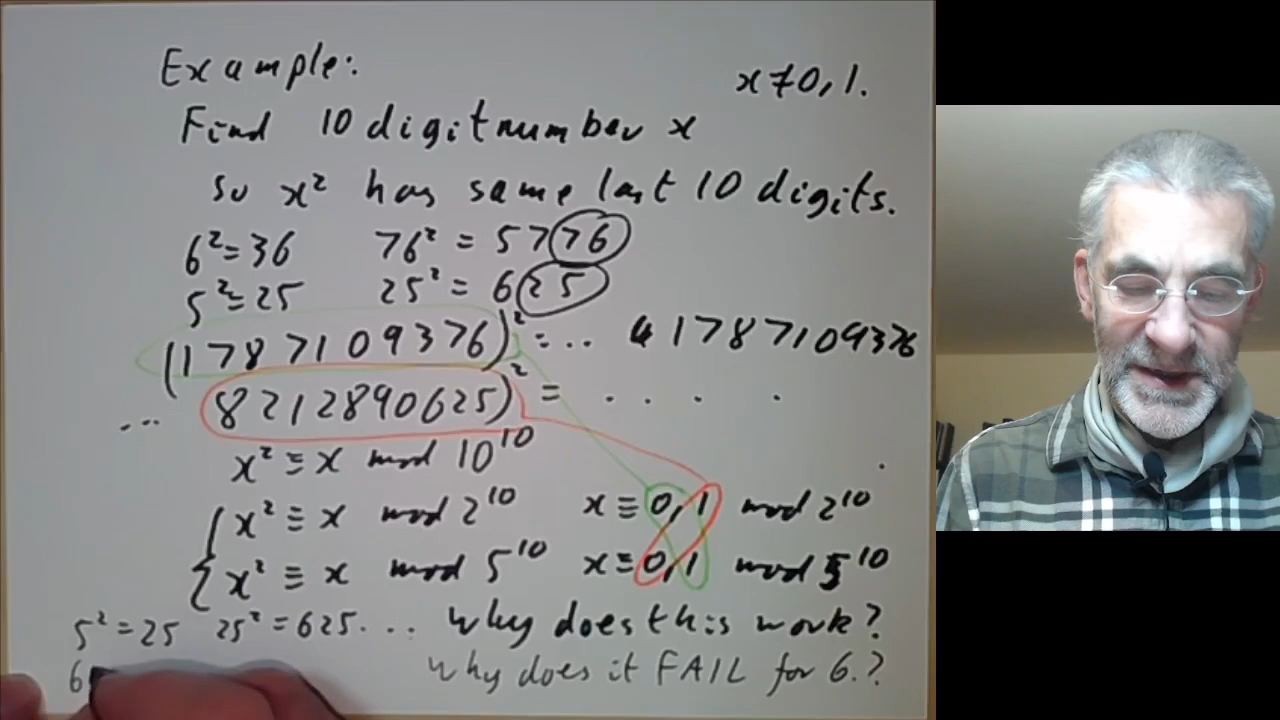 Example: x≠0,1.
Find 10 digit number x
so x² has same last 10 digits.
6²=36 76² = 5776
5²=25 25² = 625
(1787109376)² = ... 41787109376
... 8212890625)² = . . . .
x² ≡ x mod 10¹⁰
{ x² ≡ x mod 2¹⁰ x ≡ 0,1 mod 2¹⁰
x² ≡ x mod 5¹⁰ x ≡ 0,1 mod 5¹⁰
5²=25 25²=625... Why does this work?
6 Why does it FAIL for 6.?